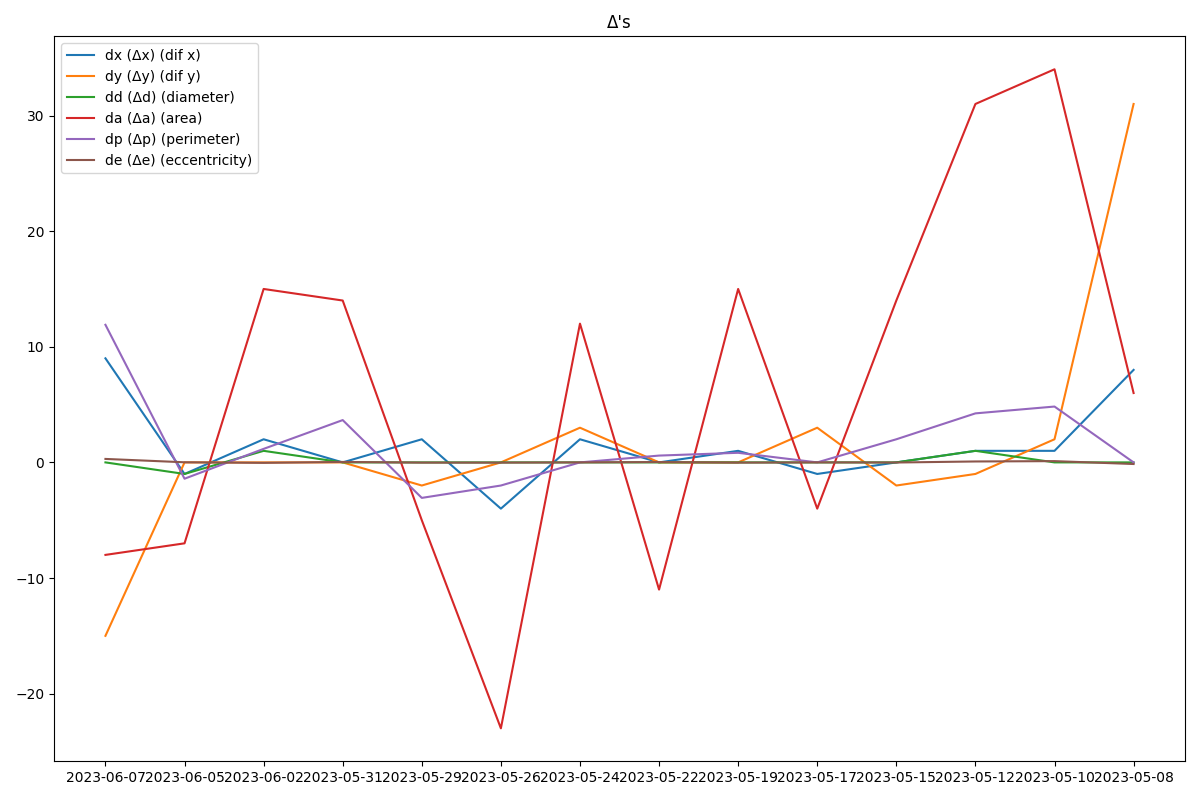 Δ's
dx (Δx) (dif x)
dy (Δy) (dif y)
dd (Δd) (diameter)
da (Δa) (area)
dp (Δp) (perimeter)
de (Δe) (eccentricity)
30
20
10
0
−10
−20
2023-06-07 2023-06-05 2023-06-02 2023-05-31 2023-05-29 2023-05-26 2023-05-24 2023-05-22 2023-05-19 2023-05-17 2023-05-15 2023-05-12 2023-05-10 2023-05-08